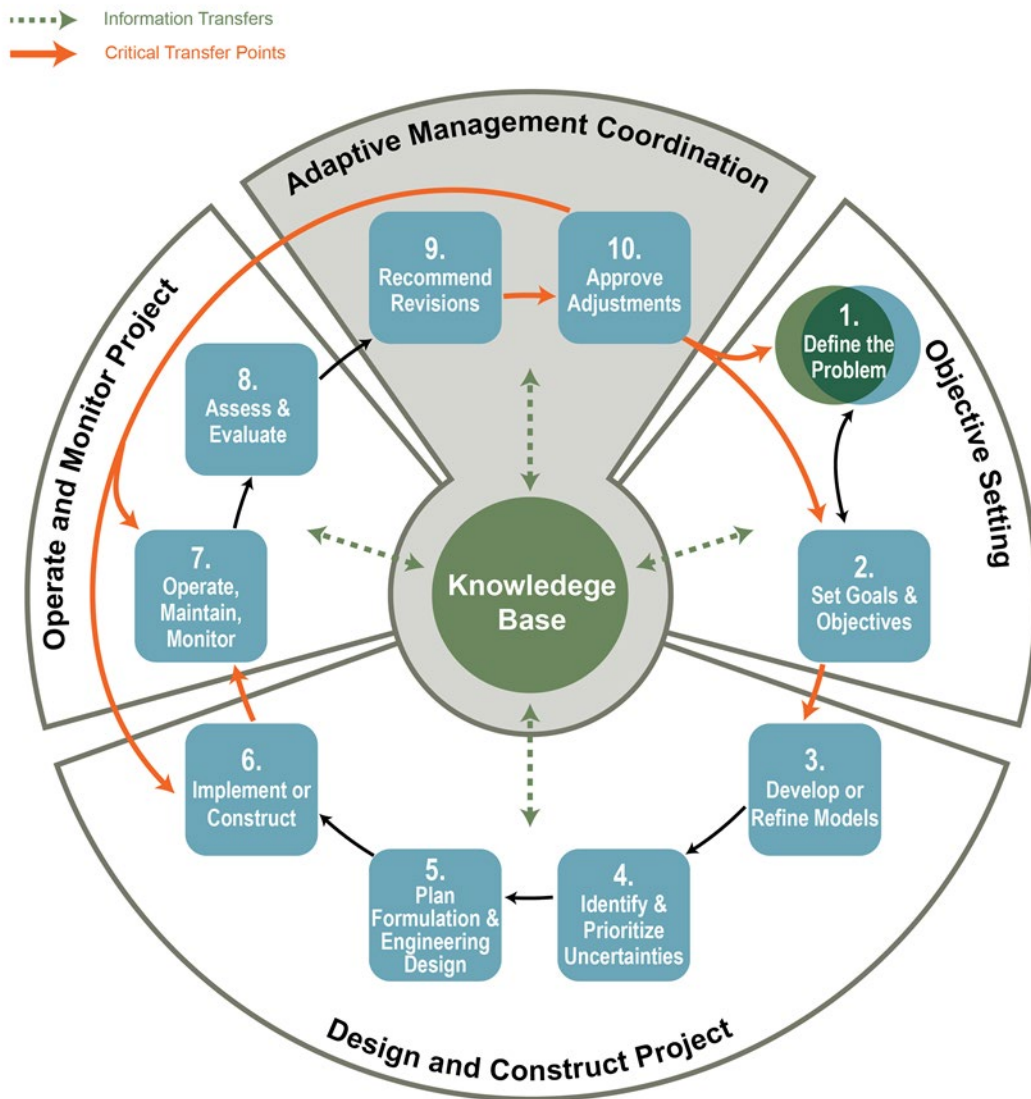 Information Transfers
Critical Transfer Points
Adaptive Management Coordination
9.
Recommend
Revisions
10.
Approve
Adjustments
Objective Setting
1.
Define the
Problem
2.
Set Goals &
Objectives
Design and Construct Project
3.
Develop or
Refine Models
4.
Identify &
Prioritize
Uncertainties
5.
Plan
Formulation &
Engineering
Design
6.
Implement or
Construct
Operate and Monitor Project
7.
Operate,
Maintain,
Monitor
8.
Assess &
Evaluate
Knowledege
Base